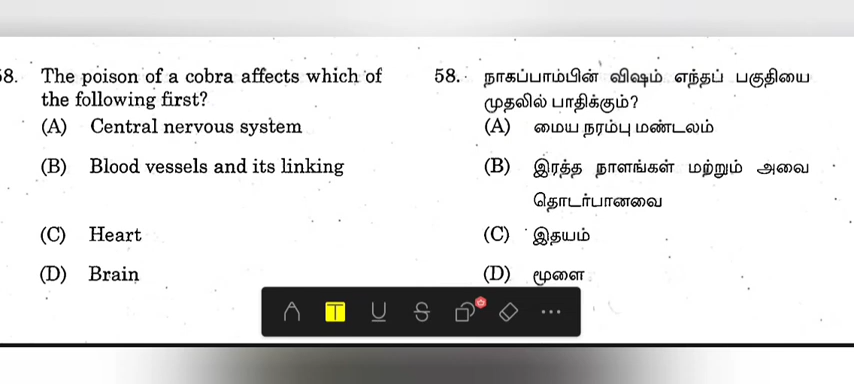 58. The poison of a cobra affects which of
the following first?
(A) Central nervous system
(B) Blood vessels and its linking
(C) Heart
(D) Brain
58. நாகப்பாம்பின் விஷம் எந்தப் பகுதியை
முதலில் பாதிக்கும்?
(A) மைய நரம்பு மண்டலம்
(B) இரத்த நாளங்கள் மற்றும் அவை
தொடர்பானவை
(C) இதயம்
(D) மூளை